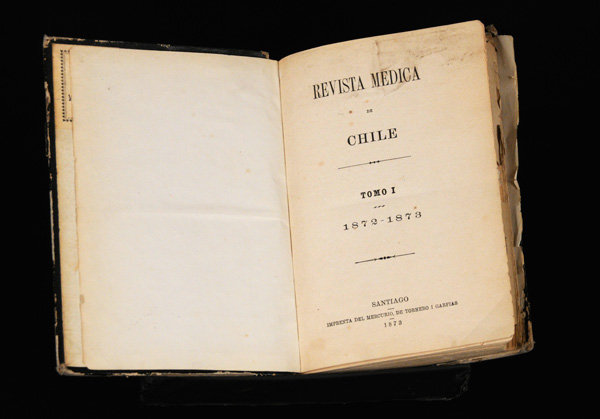 REVISTA MÉDICA
DE
CHILE
TOMO I
1872-1873
SANTIAGO
IMPRENTA DEL MERCURIO, DE TORNERO I GARFIAS
1873